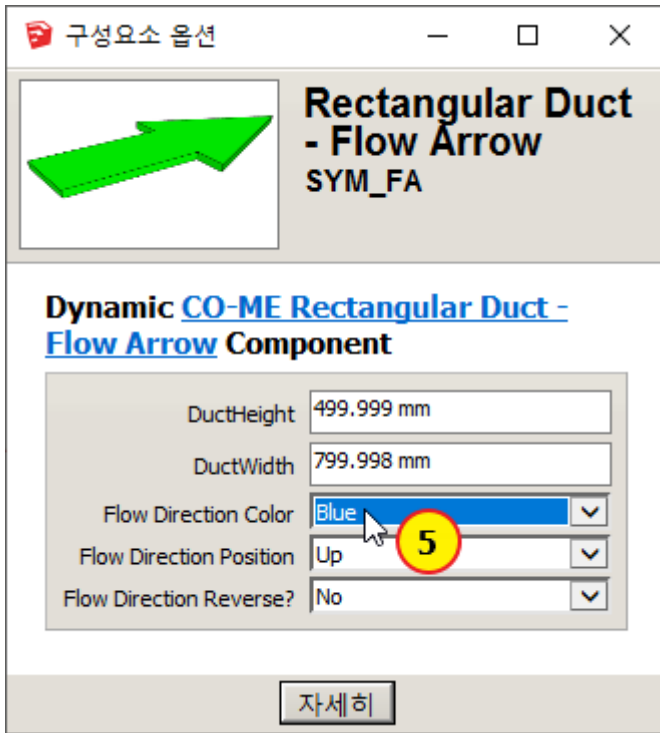 구성요소 옵션
Rectangular Duct
- Flow Arrow
SYM_FA
Dynamic CO-ME Rectangular Duct -
Flow Arrow Component
DuctHeight 499.999 mm
DuctWidth 799.998 mm
Flow Direction Color Blue
5
Flow Direction Position Up
Flow Direction Reverse? No
자세히